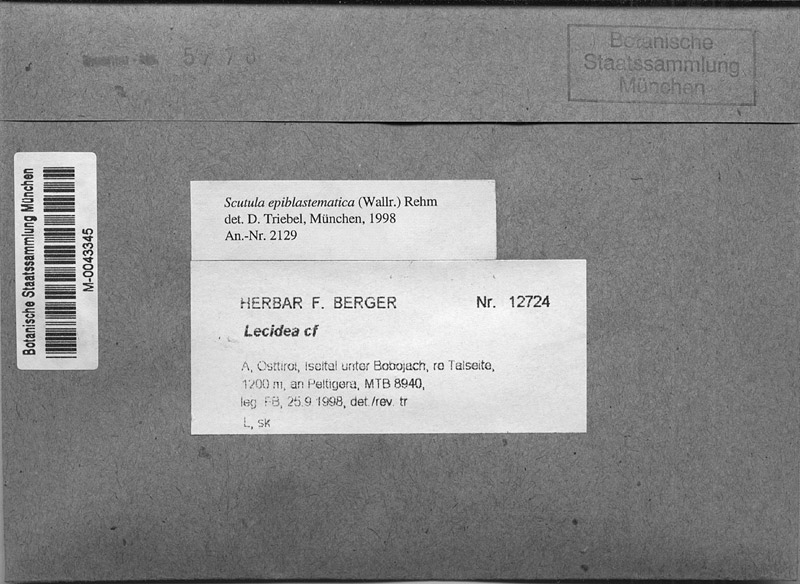 5778
Botanische
Staatssammlung
München
Botanische Staatssammlung München
M-0043345
Scutula epiblastematica (Wallr.) Rehm
det. D. Triebel, München, 1998
An.-Nr. 2129
HERBAR F. BERGER Nr. 12724
Lecidea cf
A, Osttirol, Iseltal unter Bobojach, re Talseite,
1200 m, an Peltigera, MTB 8940,
leg. FB, 25.9.1998, det./rev. tr
L, sk